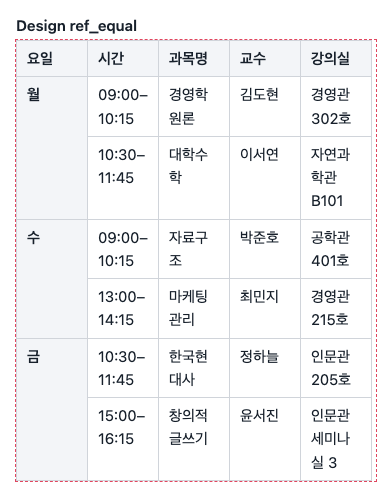 Design ref_equal
요일 시간 과목명 교수 강의실
월 09:00–10:15 경영학원론 김도현 경영관 302호
10:30–11:45 대학수학 이서연 자연과학관 B101
수 09:00–10:15 자료구조 박준호 공학관 401호
13:00–14:15 마케팅 관리 최민지 경영관 215호
금 10:30–11:45 한국현대사 정하늘 인문관 205호
15:00–16:15 창의적 글쓰기 윤서진 인문관 세미나실 3